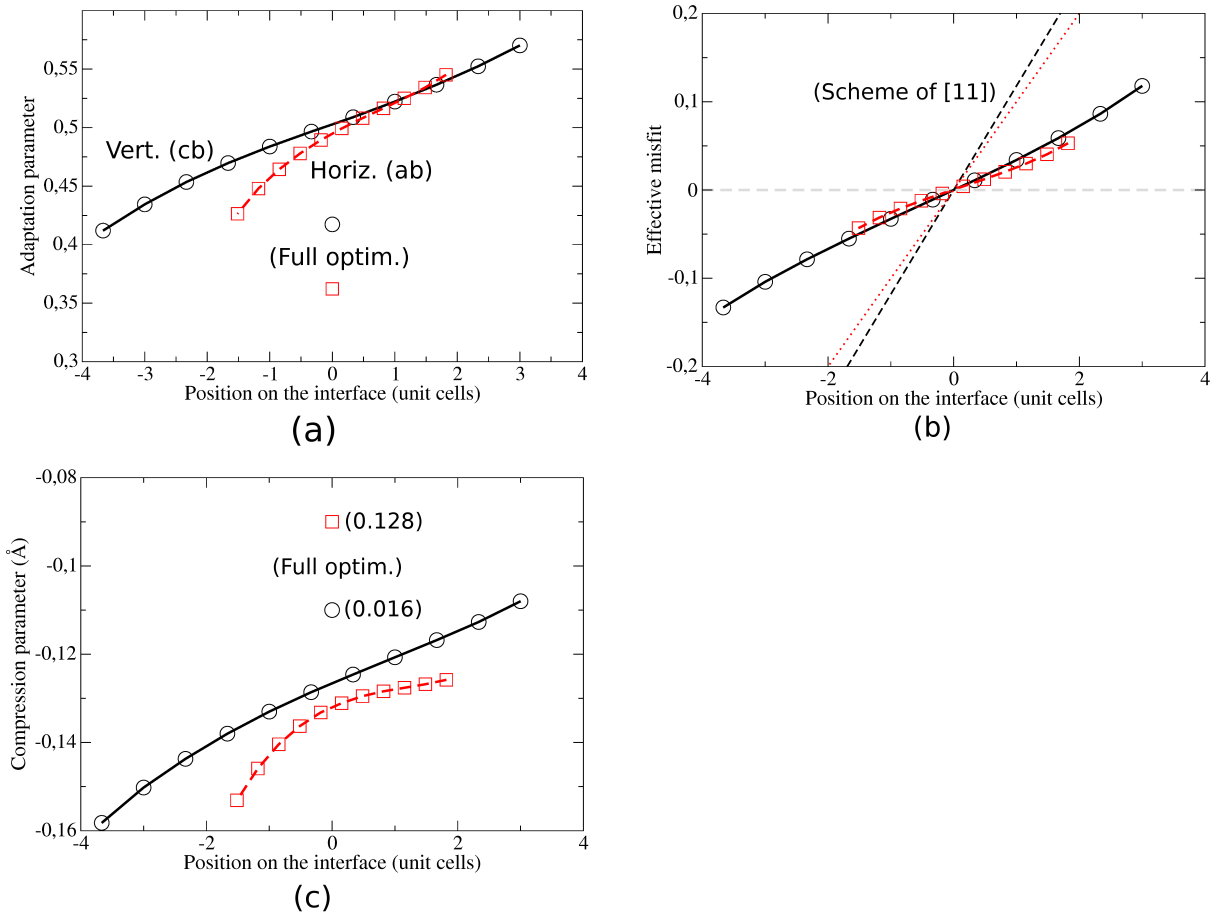 0,55
0,5
0,45
0,4
0,35
0,3
Adaptation parameter
Vert. (cb)
Horiz. (ab)
(Full optim.)
-4 -3 -2 -1 0 1 2 3 4
Position on the interface (unit cells)
(a)
0,2
0,1
0
-0,1
-0,2
Effective misfit
(Scheme of [11])
-4 -2 0 2 4
Position on the interface (unit cells)
(b)
-0,08
-0,1
-0,12
-0,14
-0,16
Compression parameter (Å)
(0.128)
(Full optim.)
(0.016)
-4 -2 0 2 4
Position on the interface (unit cells)
(c)